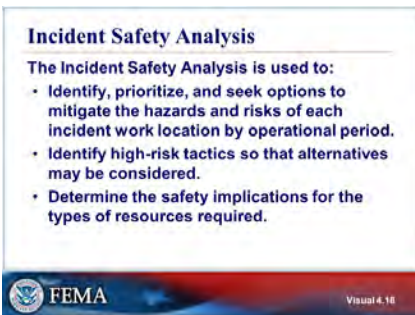 Incident Safety Analysis
The Incident Safety Analysis is used to:
• Identify, prioritize, and seek options to
mitigate the hazards and risks of each
incident work location by operational period.
• Identify high-risk tactics so that alternatives
may be considered.
• Determine the safety implications for the
types of resources required.
FEMA
Visual 4.16